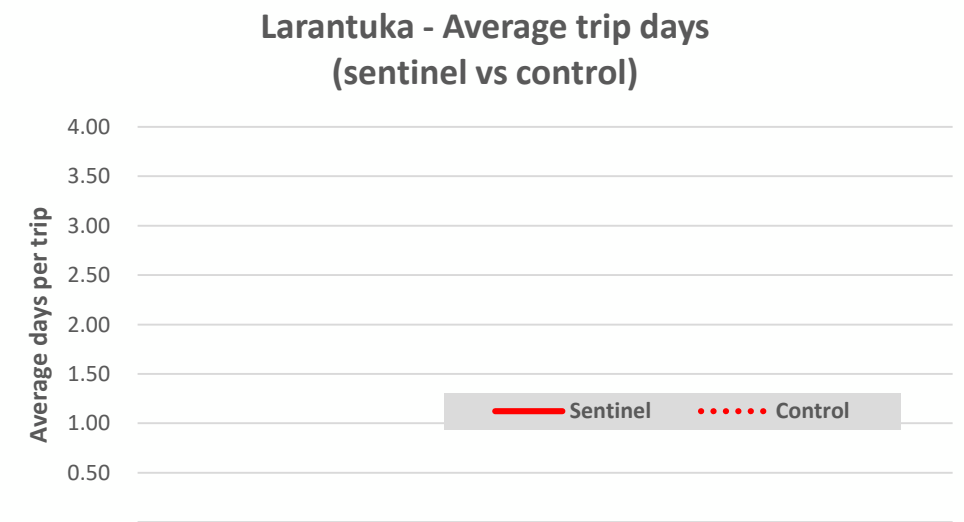 Larantuka - Average trip days
(sentinel vs control)
4.00
3.50
3.00
2.50
2.00
1.50
1.00
0.50
Average days per trip
Sentinel Control